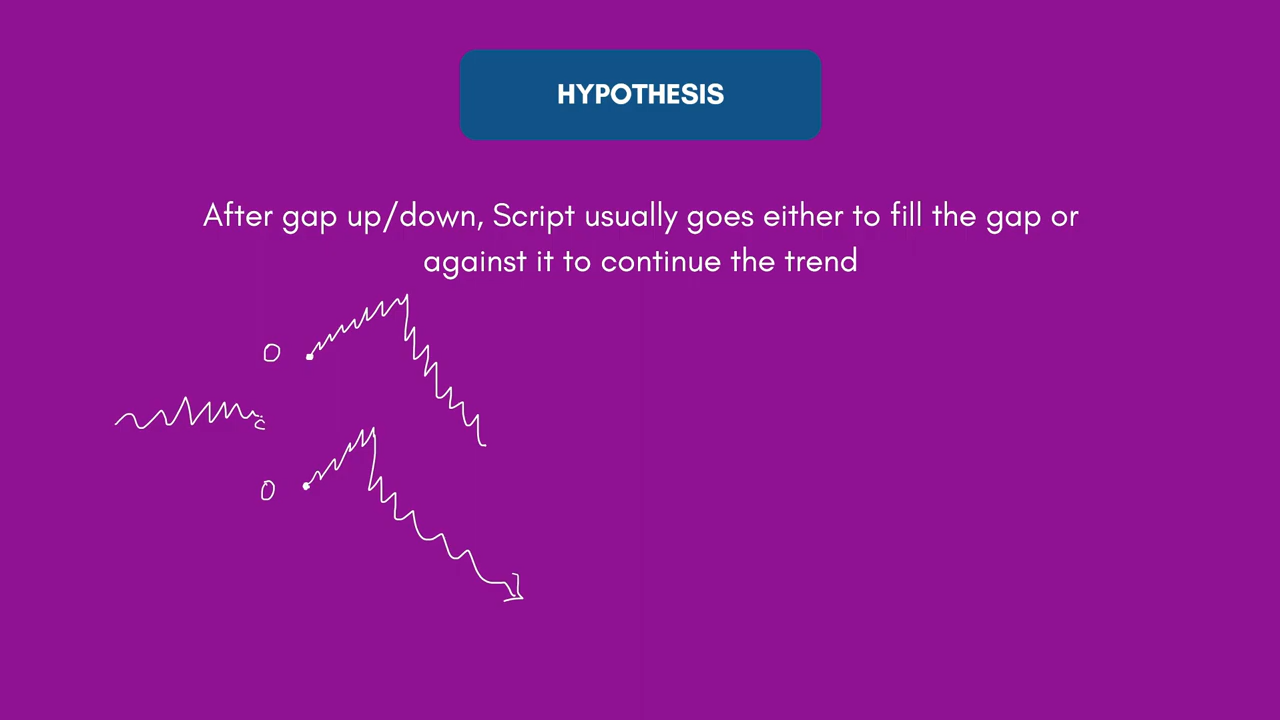 HYPOTHESIS
After gap up/down, Script usually goes either to fill the gap or
against it to continue the trend
O
C
O